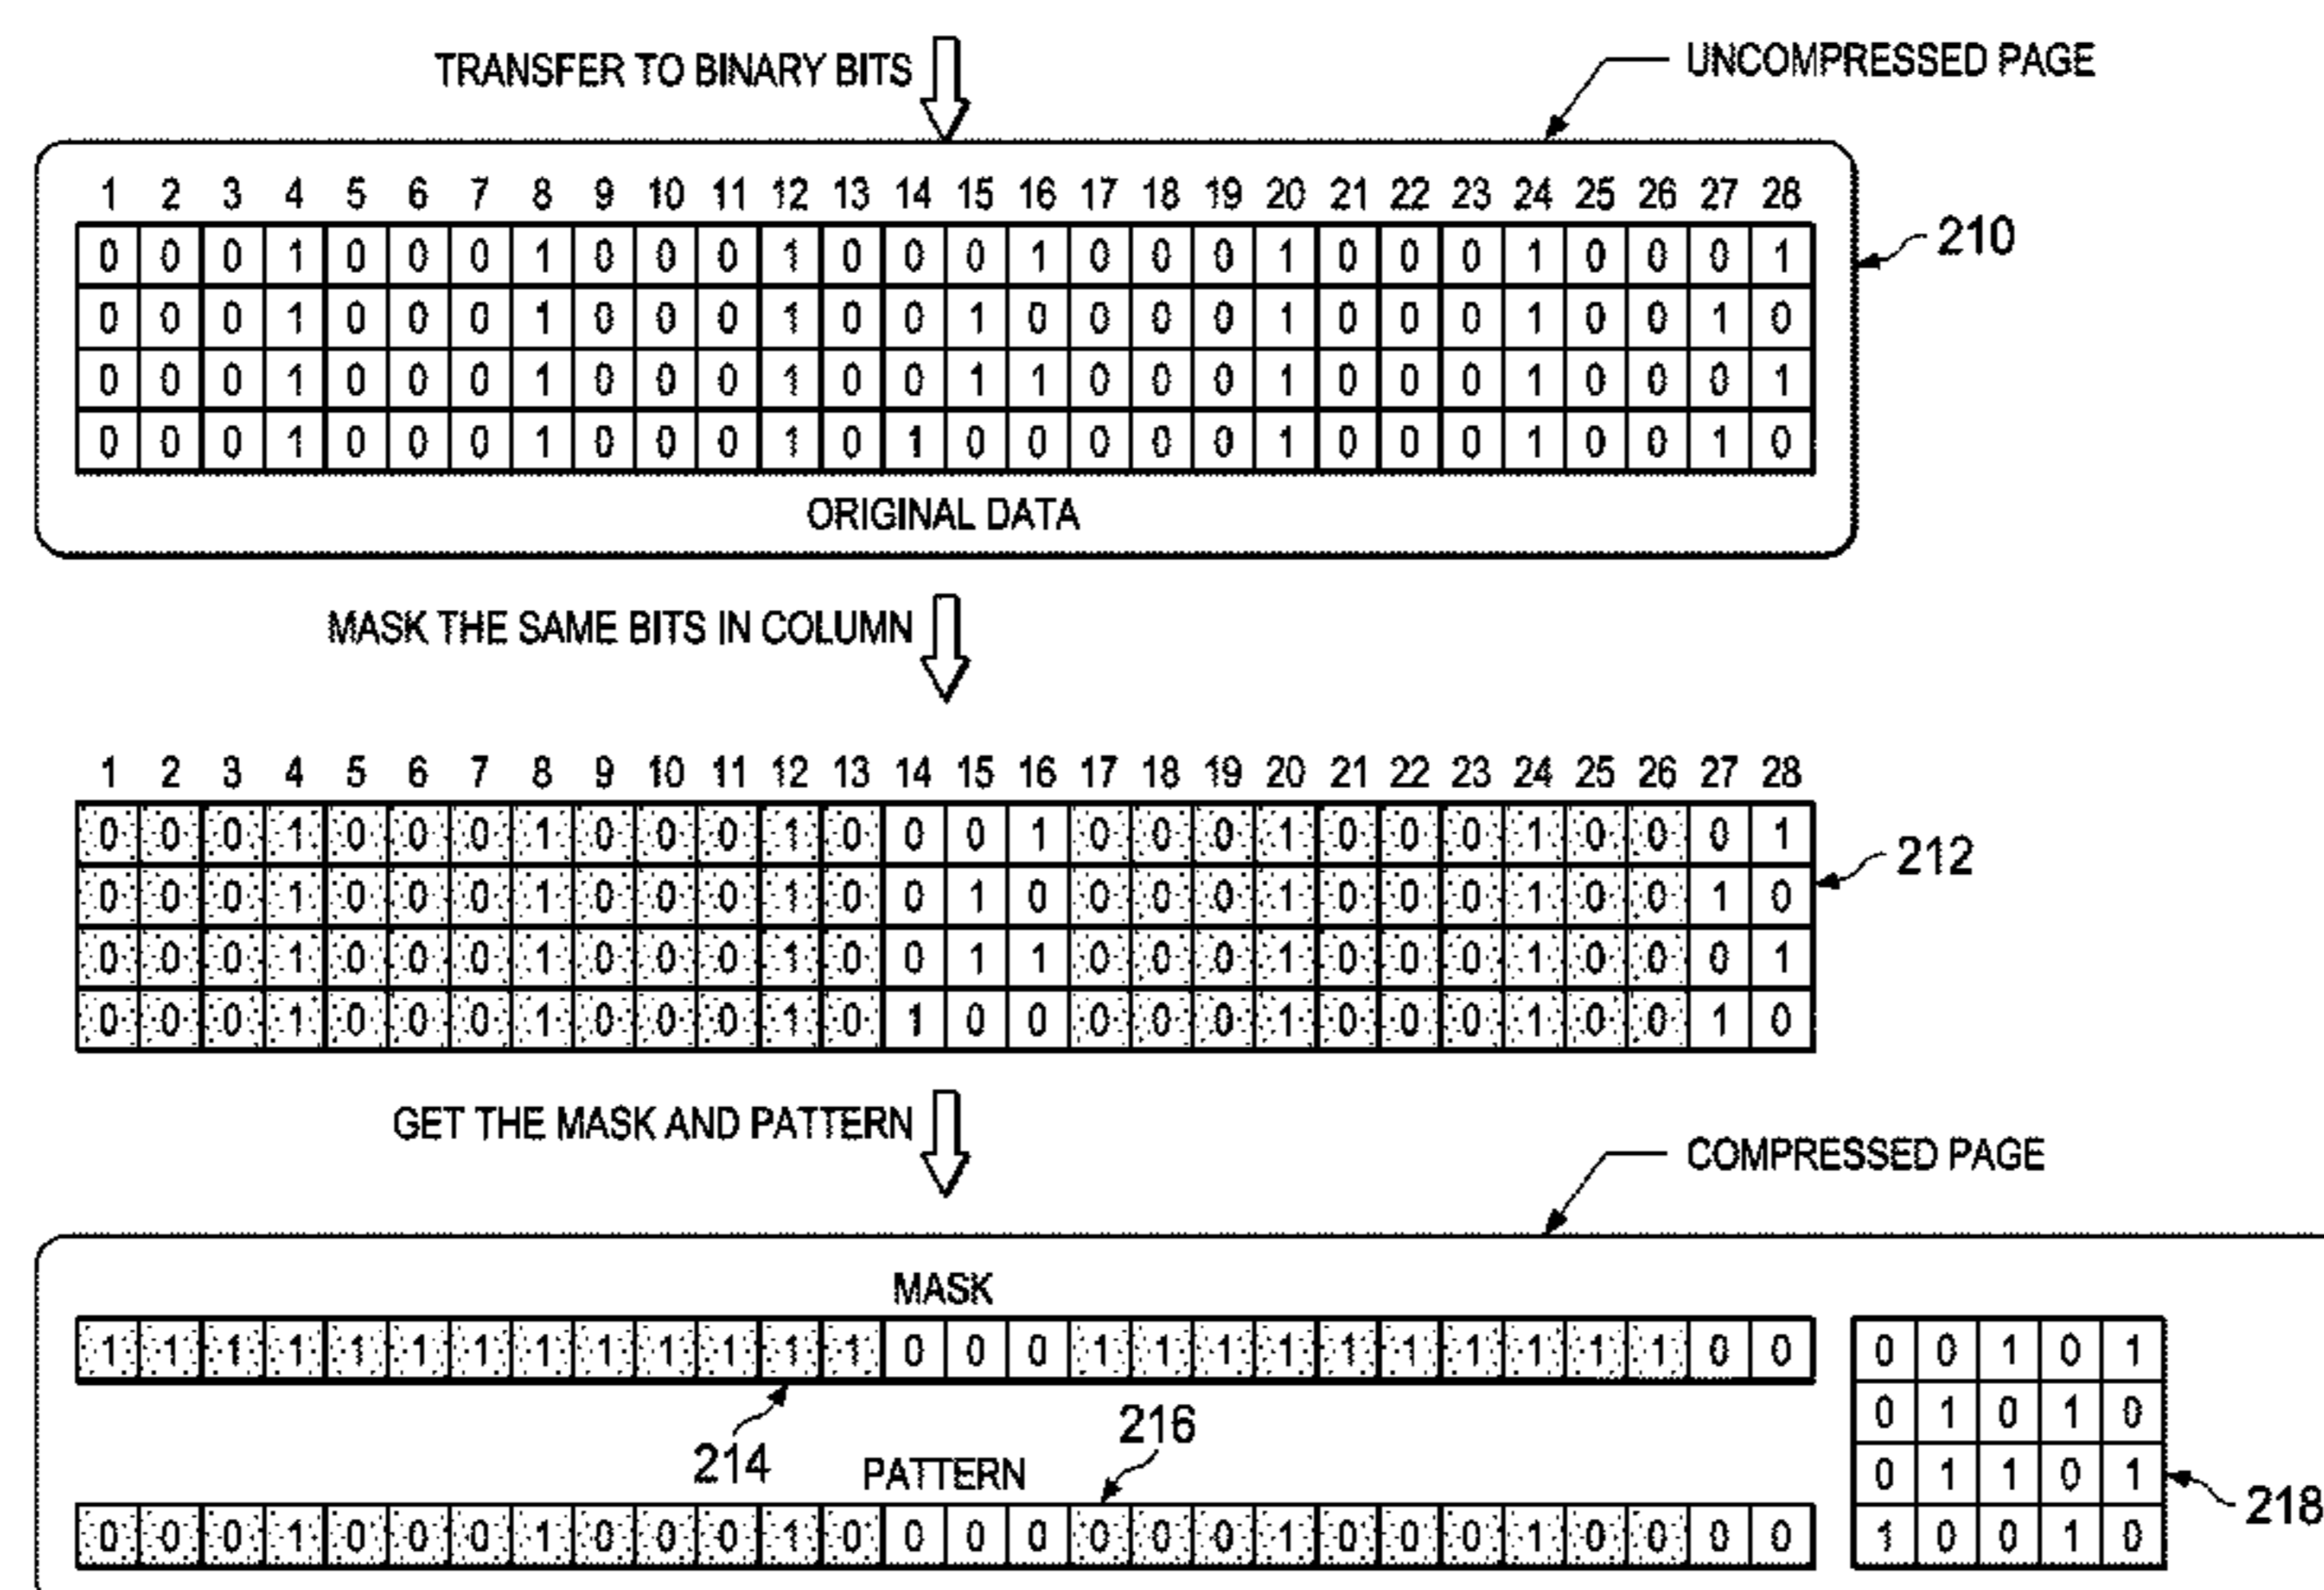 TRANSFER TO BINARY BITS
UNCOMPRESSED PAGE
1 2 3 4 5 6 7 8 9 10 11 12 13 14 15 16 17 18 19 20 21 22 23 24 25 26 27 28
0 0 0 1 0 0 0 1 0 0 0 1 0 0 0 1 0 0 0 1 0 0 0 1 0 0 0 1
210
0 0 0 1 0 0 0 1 0 0 0 1 0 0 1 0 0 0 0 1 0 0 0 1 0 0 1 0
0 0 0 1 0 0 0 1 0 0 0 1 0 0 1 1 0 0 0 1 0 0 0 1 0 0 0 1
0 0 0 1 0 0 0 1 0 0 0 1 0 1 0 0 0 0 0 1 0 0 0 1 0 0 1 0
ORIGINAL DATA
MASK THE SAME BITS IN COLUMN
1 2 3 4 5 6 7 8 9 10 11 12 13 14 15 16 17 18 19 20 21 22 23 24 25 26 27 28
0 0 0 1 0 0 0 1 0 0 0 1 0 0 0 1 0 0 0 1 0 0 0 1 0 0 0 1
212
0 0 0 1 0 0 0 1 0 0 0 1 0 0 1 0 0 0 0 1 0 0 0 1 0 0 1 0
0 0 0 1 0 0 0 1 0 0 0 1 0 0 1 1 0 0 0 1 0 0 0 1 0 0 0 1
0 0 0 1 0 0 0 1 0 0 0 1 0 1 0 0 0 0 0 1 0 0 0 1 0 0 1 0
GET THE MASK AND PATTERN
COMPRESSED PAGE
MASK
1 1 1 1 1 1 1 1 1 1 1 1 1 0 0 0 1 1 1 1 1 1 1 1 1 1 0 0
214
PATTERN
216
0 0 0 1 0 0 0 1 0 0 0 1 0 0 0 0 0 0 0 1 0 0 0 1 0 0 0 0
0 0 1 0 1
0 1 0 1 0
0 1 1 0 1
1 0 0 1 0
218